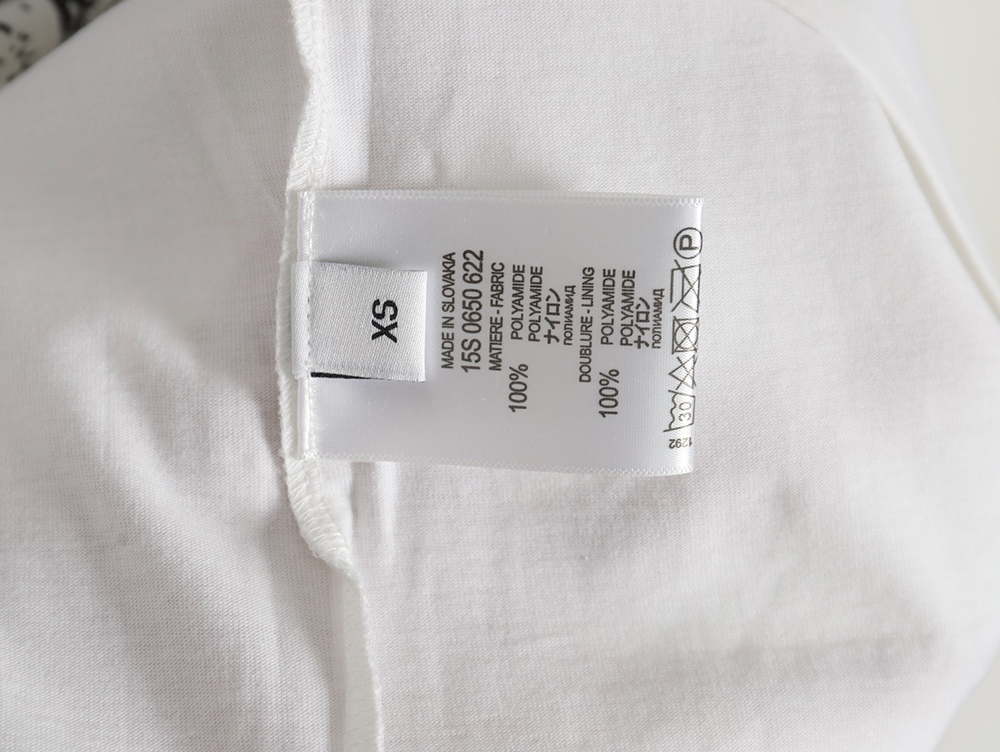 XS
MADE IN SLOVAKIA
15S 0650 622
MATIERE - FABRIC
100% POLYAMIDE
POLYAMIDE
ナイロン
ПОЛИАМИД
DOUBLURE - LINING
100% POLYAMIDE
POLYAMIDE
ナイロン
ПОЛИАМИД
30 P
1292